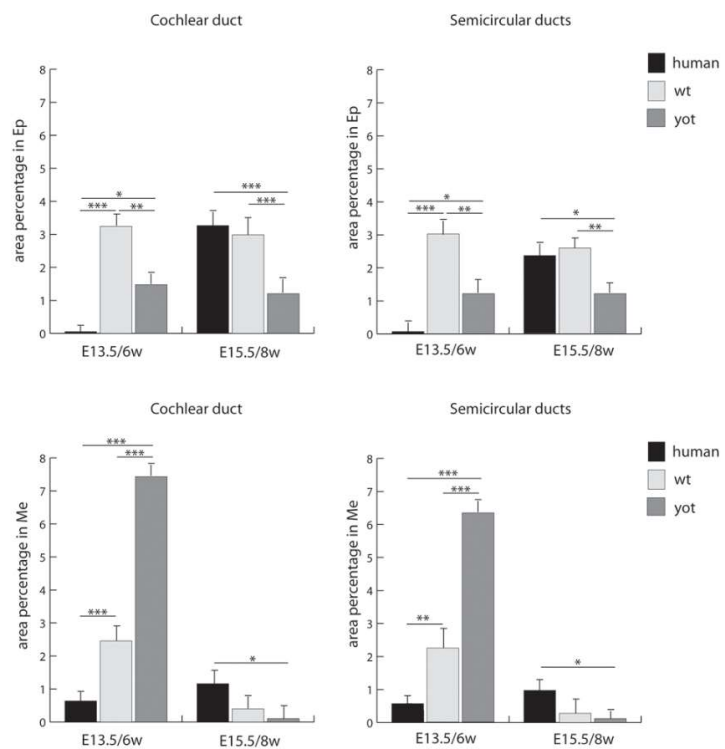 Cochlear duct
Semicircular ducts
human
wt
yot
area percentage in Ep
8
7
6
5
4
3
2
1
0
*
***
**
***
***
E13.5/6w
E15.5/8w
area percentage in Ep
8
7
6
5
4
3
2
1
0
*
***
**
*
**
E13.5/6w
E15.5/8w
Cochlear duct
Semicircular ducts
human
wt
yot
area percentage in Me
8
7
6
5
4
3
2
1
0
***
***
***
*
E13.5/6w
E15.5/8w
area percentage in Me
8
7
6
5
4
3
2
1
0
***
***
**
*
E13.5/6w
E15.5/8w